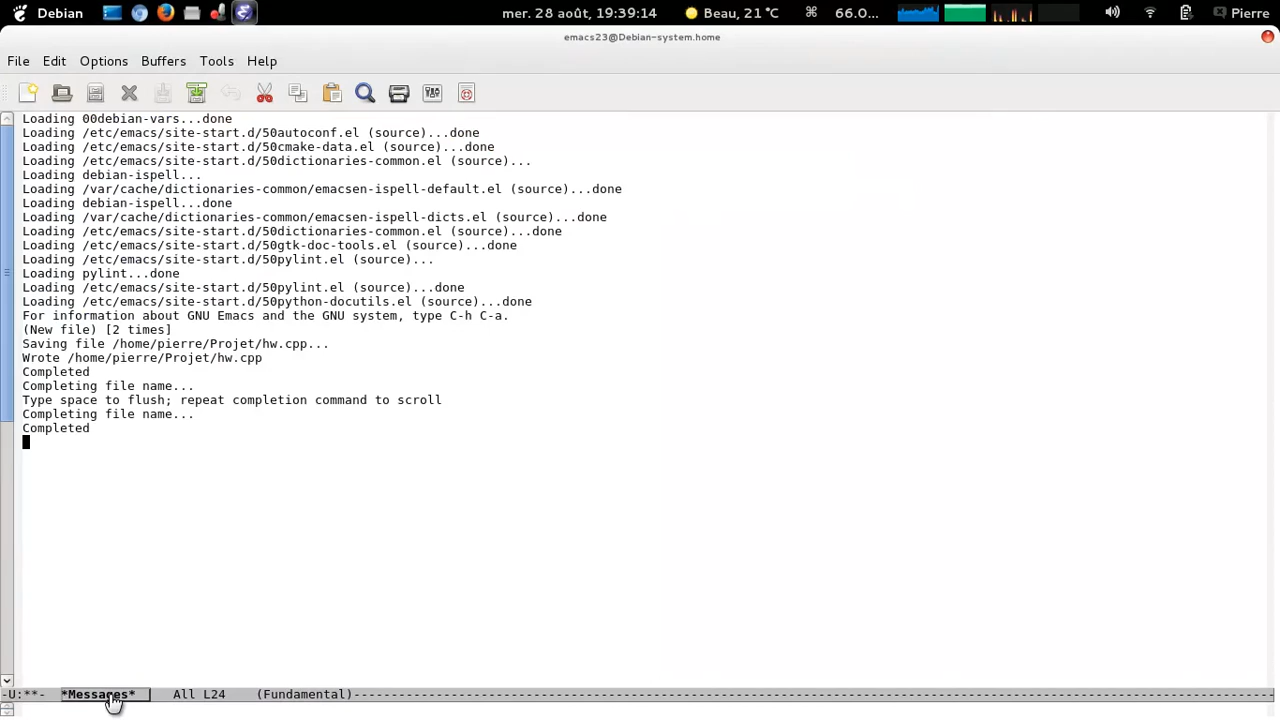 Debian mer. 28 août, 19:39:14 Beau, 21 °C 66.0... Pierre
emacs23@Debian-system.home
File Edit Options Buffers Tools Help
Loading 00debian-vars...done
Loading /etc/emacs/site-start.d/50autoconf.el (source)...done
Loading /etc/emacs/site-start.d/50cmake-data.el (source)...done
Loading /etc/emacs/site-start.d/50dictionaries-common.el (source)...
Loading debian-ispell...
Loading /var/cache/dictionaries-common/emacsen-ispell-default.el (source)...done
Loading debian-ispell...done
Loading /var/cache/dictionaries-common/emacsen-ispell-dicts.el (source)...done
Loading /etc/emacs/site-start.d/50dictionaries-common.el (source)...done
Loading /etc/emacs/site-start.d/50gtk-doc-tools.el (source)...done
Loading /etc/emacs/site-start.d/50pylint.el (source)...
Loading pylint...done
Loading /etc/emacs/site-start.d/50pylint.el (source)...done
Loading /etc/emacs/site-start.d/50python-docutils.el (source)...done
For information about GNU Emacs and the GNU system, type C-h C-a.
(New file) [2 times]
Saving file /home/pierre/Projet/hw.cpp...
Wrote /home/pierre/Projet/hw.cpp
Completed
Completing file name...
Type space to flush; repeat completion command to scroll
Completing file name...
Completed
-U:**- *Messages* All L24 (Fundamental)